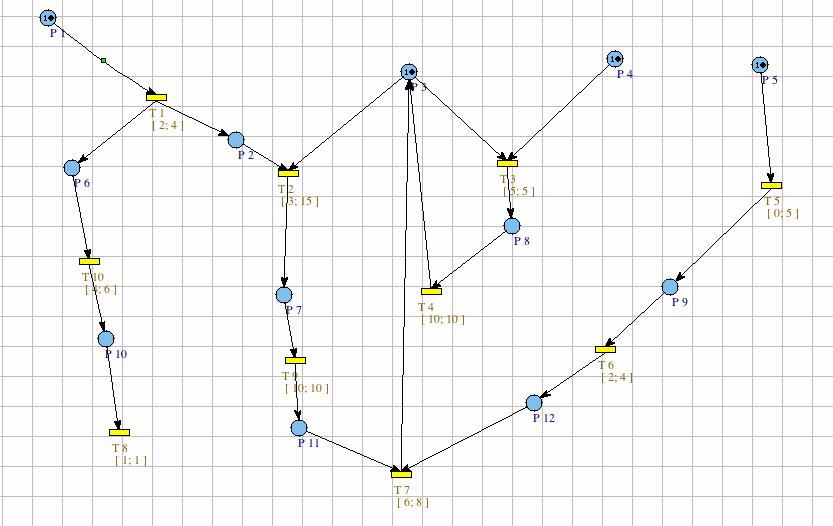 1
P 1
1
P 3
1
P 4
1
P 5
T 1
[ 2; 4 ]
P 2
P 6
T 2
[ 3; 15 ]
T 3
[ 5; 5 ]
T 5
[ 0; 5 ]
P 8
T 10
[ 4; 6 ]
P 7
T 4
[ 10; 10 ]
P 9
P 10
T 9
[ 10; 10 ]
T 6
[ 2; 4 ]
P 12
P 11
T 8
[ 1; 1 ]
T 7
[ 6; 8 ]